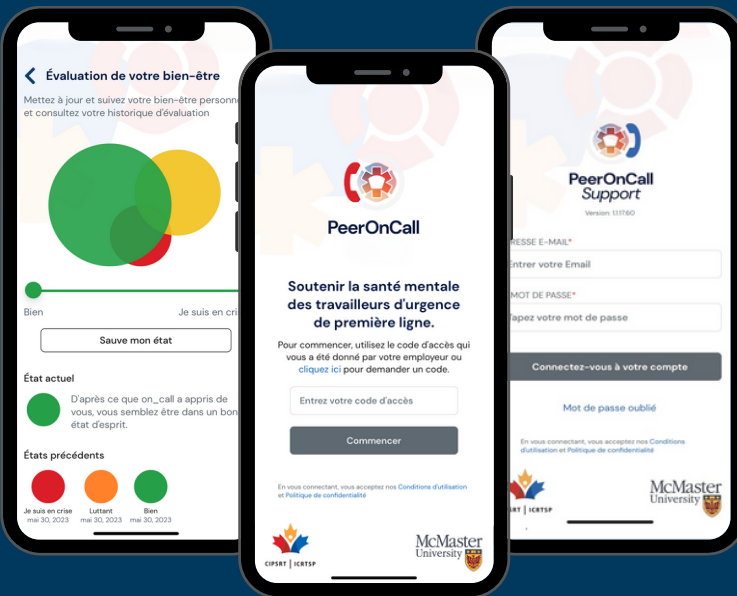 Évaluation de votre bien-être
Mettez à jour et suivez votre bien-être
et consultez votre historique d'évaluation
Bien
Je suis en
Sauve mon état
État actuel
D'après ce que on_call a appris de
vous, vous semblez être dans un bon
état d'esprit.
États précédents
Je suis en crise
Luttant
Bien
mai 30, 2023
mai 30, 2023
mai 30, 2023
PeerOnCall
Soutenir la santé mentale
des travailleurs d'urgence
de première ligne.
Pour commencer, utilisez le code d'accès qui
vous a été donné par votre employeur ou
cliquez ici pour demander un code.
Entrez votre code d'accès
Commencer
En vous connectant, vous acceptez nos Conditions d'utilisation
et Politique de confidentialité
CIPSRT | ICRTSP
McMaster
University
PeerOnCall
Support
E-MAIL*
Entrer votre Email
MOT DE PASSE*
Tapez votre mot de passe
Connectez-vous à votre compte
Mot de passe oublié
En vous connectant, vous acceptez nos Conditions
d'utilisation et Politique de confidentialité
ICRTSP
McMaster
University